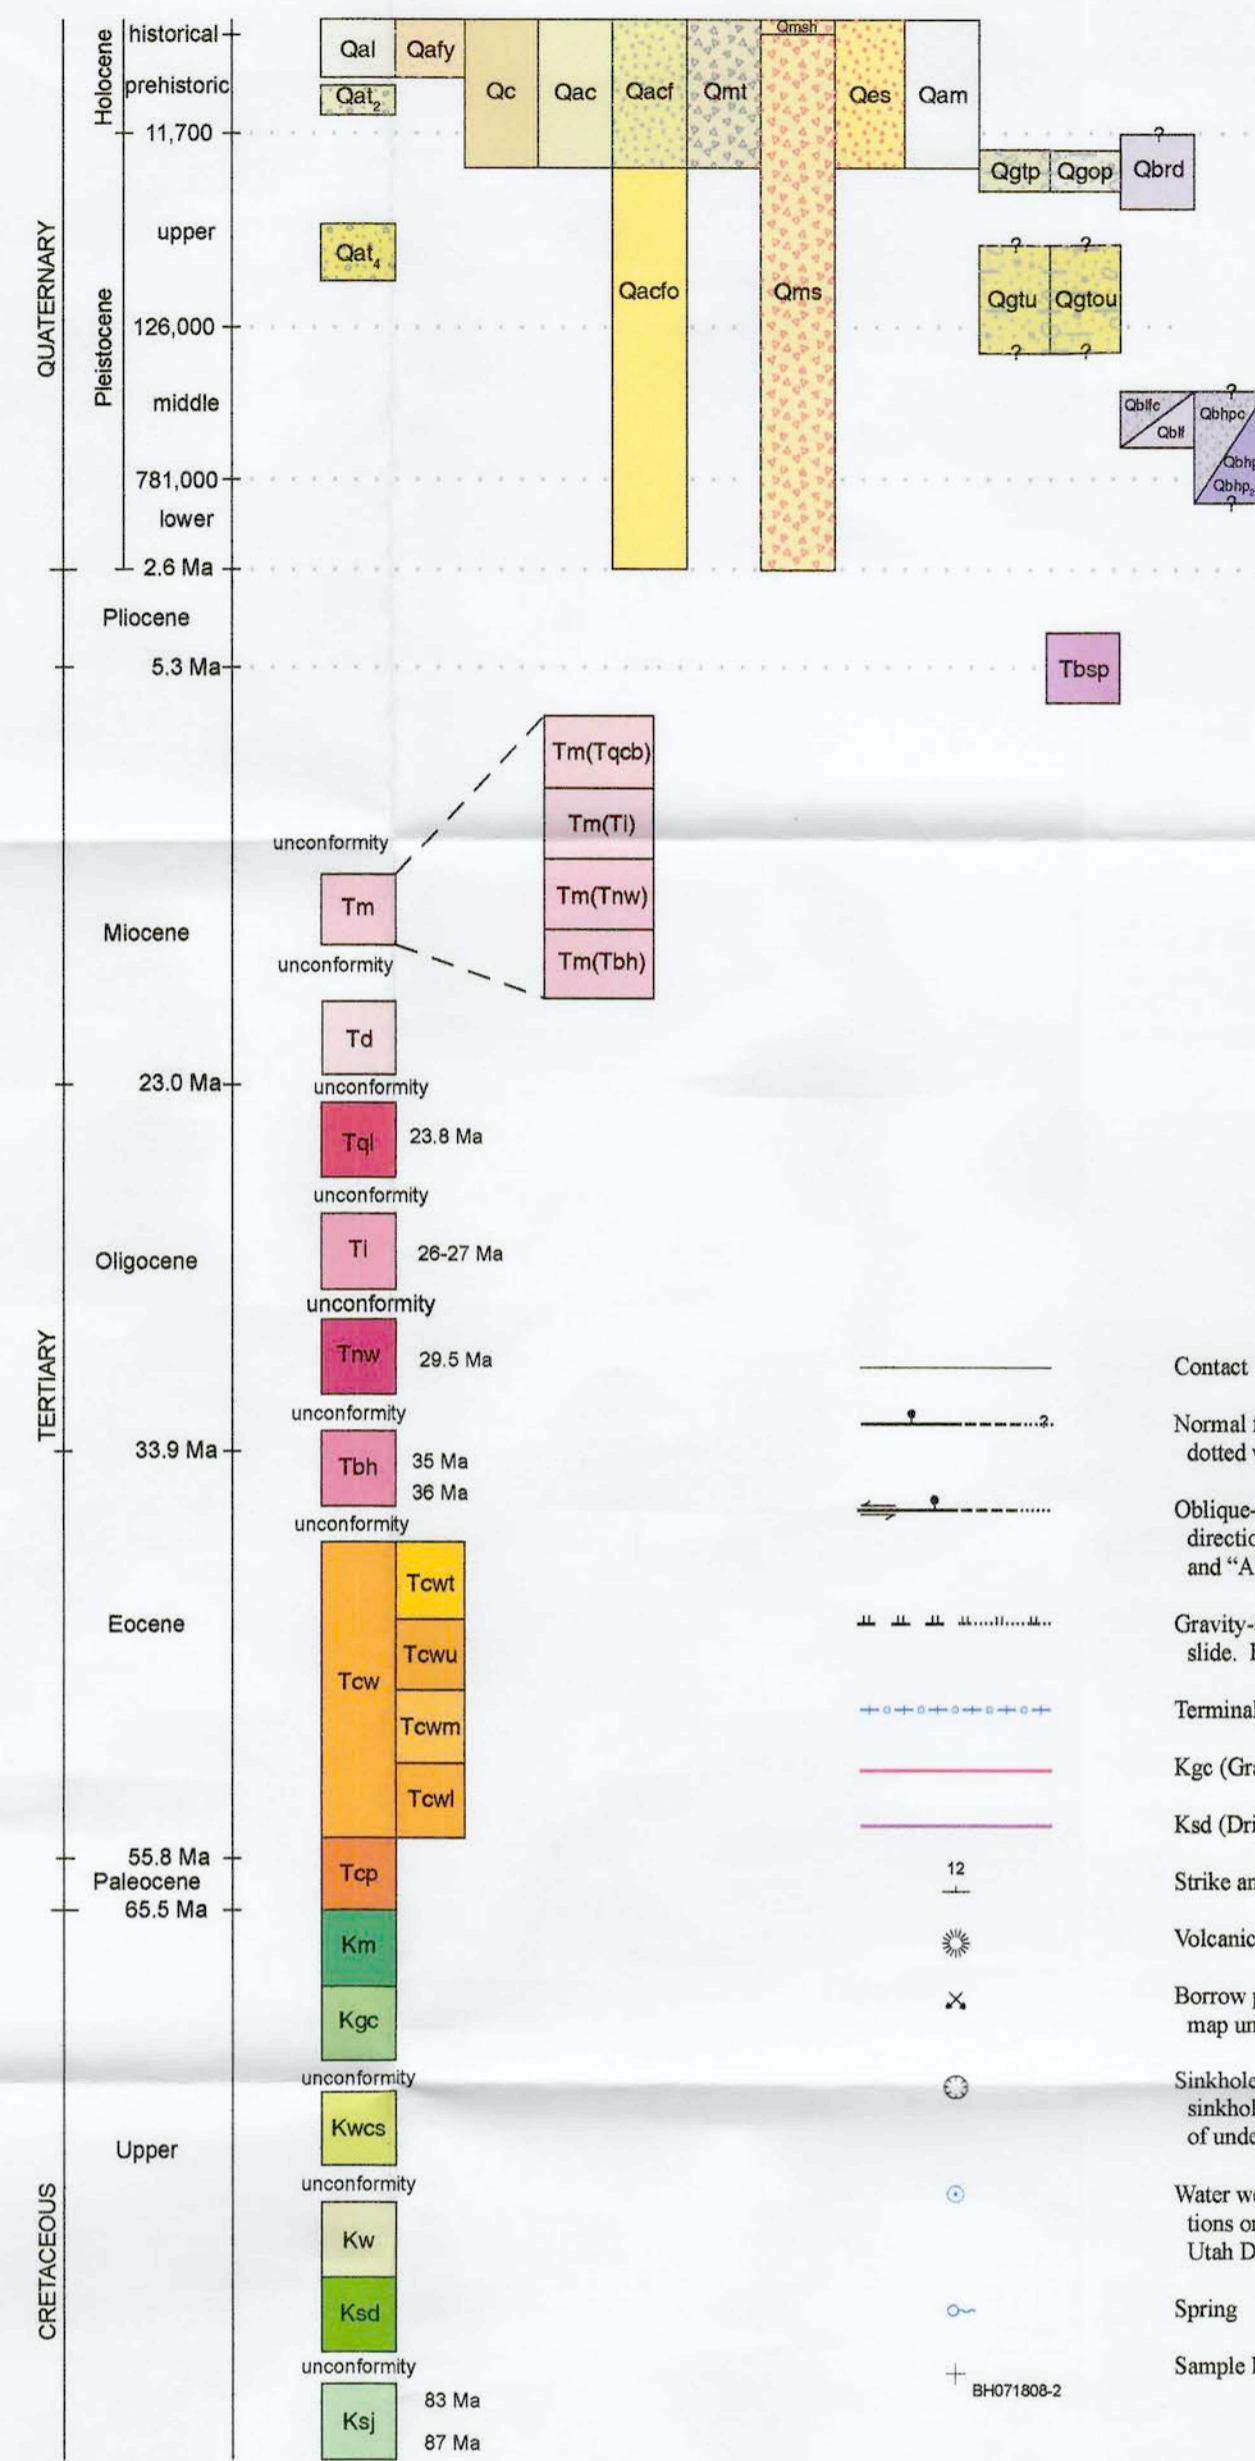 QUATERNARY
TERTIARY
CRETACEOUS
Holocene
Pleistocene
historical
prehistoric
11,700
upper
126,000
middle
781,000
lower
2.6 Ma
Pliocene
5.3 Ma
Miocene
23.0 Ma
Oligocene
33.9 Ma
Eocene
55.8 Ma
Paleocene
65.5 Ma
Upper
Qal
Qafy
Qat2
Qc
Qac
Qacf
Qmt
Qmsh
Qes
Qam
?
Qgtp
Qgop
Qbrd
Qat4
Qacfo
Qms
? ?
Qgtu
Qgtou
? ?
Qblfc
Qblf
?
Qbhpc
Qbhp
Qbhp2
?
Tbsp
Tm(Tqcb)
Tm(Ti)
Tm(Tnw)
Tm(Tbh)
unconformity
Tm
unconformity
Td
unconformity
Tql 23.8 Ma
unconformity
Ti 26-27 Ma
unconformity
Tnw 29.5 Ma
unconformity
Tbh 35 Ma
36 Ma
unconformity
Tcw
Tcwt
Tcwu
Tcwm
Tcwl
Tcp
Km
Kgc
unconformity
Kwcs
unconformity
Kw
Ksd
unconformity
Ksj 83 Ma
87 Ma
Contact
?
Normal
dotted
Oblique-
directio
and “A
Gravity-
slide.
Terminal
Kgc (Gra
Ksd (Dri
12
Strike an
Volcanic
Borrow
map un
Sinkhole
sinkhol
of unde
Water we
tions or
Utah D
Spring
Sample
BH071808-2